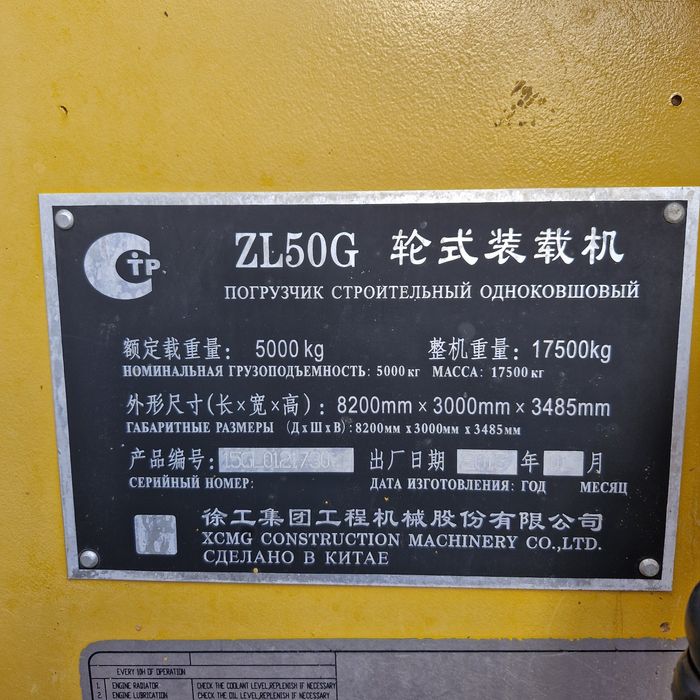 СТР
ZL50G 轮式装载机
ПОГРУЗЧИК СТРОИТЕЛЬНЫЙ ОДНОКОВШОВЫЙ
额定载重量: 5000kg 整机重量: 17500kg
НОМИНАЛЬНАЯ ГРУЗОПОДЪЕМНОСТЬ: 5000 кг МАССА: 17500 кг
外形尺寸(长×宽×高): 8200mm × 3000mm × 3485mm
ГАБАРИТНЫЕ РАЗМЕРЫ (Д х Ш х В): 8200мм х 3000мм х 3485мм
产品编号: 出厂日期 年 月
СЕРИЙНЫЙ НОМЕР: ДАТА ИЗГОТОВЛЕНИЯ: ГОД МЕСЯЦ
徐工集团工程机械股份有限公司
XCMG CONSTRUCTION MACHINERY CO.,LTD.
СДЕЛАНО В КИТАЕ
EVERY 10H OF OPERATION
1 ENGINE RADIATOR CHECK THE COOLANT LEVEL,REPLENISH IF NECESSARY
2 ENGINE LUBRICATION CHECK THE OIL LEVEL,REPLENISH IF NECESSARY